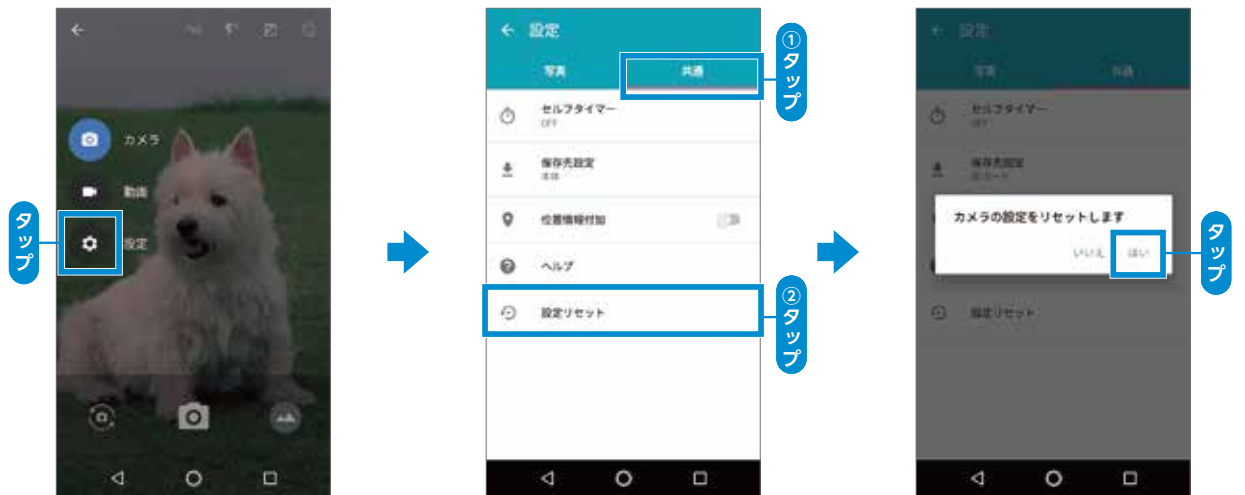 カメラ
動画
設定
タップ
設定
写真
共通
①タップ
セルフタイマー
OFF
保存先設定
本体
位置情報付加
ヘルプ
設定リセット
②タップ
設定
写真
共通
セルフタイマー
OFF
保存先設定
カメラの設定をリセットします
いいえ
はい
設定リセット
タップ